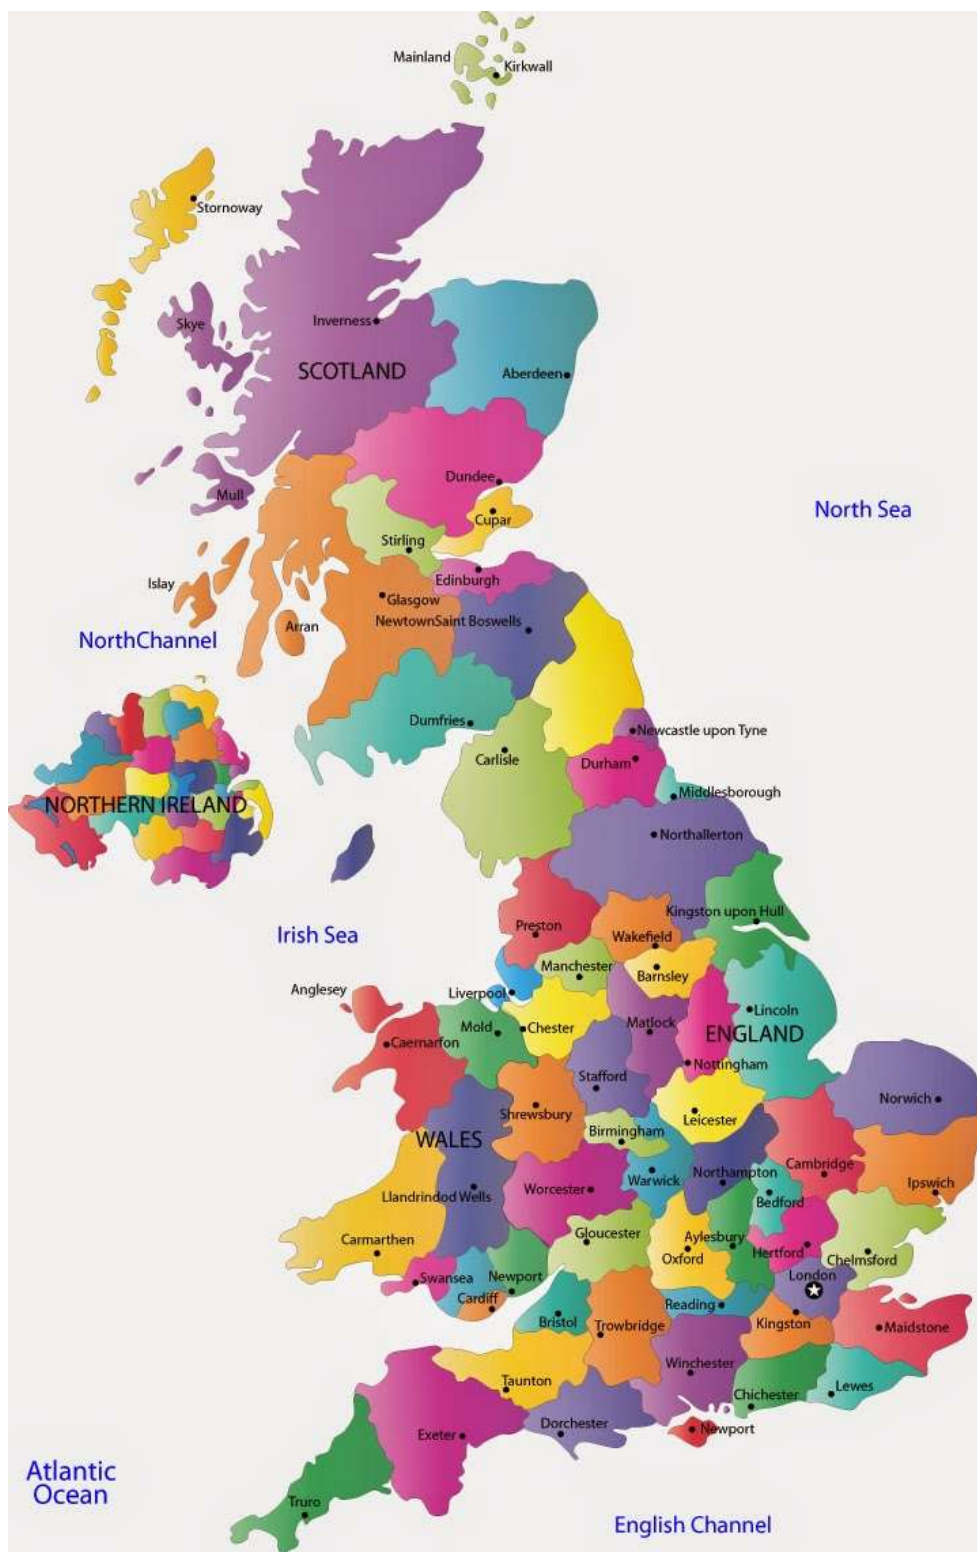 Mainland
Kirkwall
Stornoway
Skye
Inverness
SCOTLAND
Aberdeen
Dundee
Mull
Cupar
North Sea
Stirling
Islay
Edinburgh
Glasgow
Arran
NewtownSaint Boswells
NorthChannel
Dumfries
Newcastle upon Tyne
Carlisle
Durham
Middlesborough
NORTHERN IRELAND
Northallerton
Kingston upon Hull
Preston
Irish Sea
Wakefield
Manchester
Barnsley
Anglesey
Liverpool
Lincoln
Mold
Chester
Matlock
ENGLAND
Caernarfon
Nottingham
Stafford
Norwich
Shrewsbury
Leicester
Birmingham
WALES
Cambridge
Northampton
Warwick
Ipswich
Worcester
Llandrindod Wells
Bedford
Gloucester
Aylesbury
Carmarthen
Hertford
Oxford
Chelmsford
London
Swansea
Newport
Cardiff
Reading
Bristol
Trowbridge
Kingston
Maidstone
Winchester
Taunton
Lewes
Chichester
Dorchester
Newport
Exeter
Atlantic
Ocean
Truro
English Channel